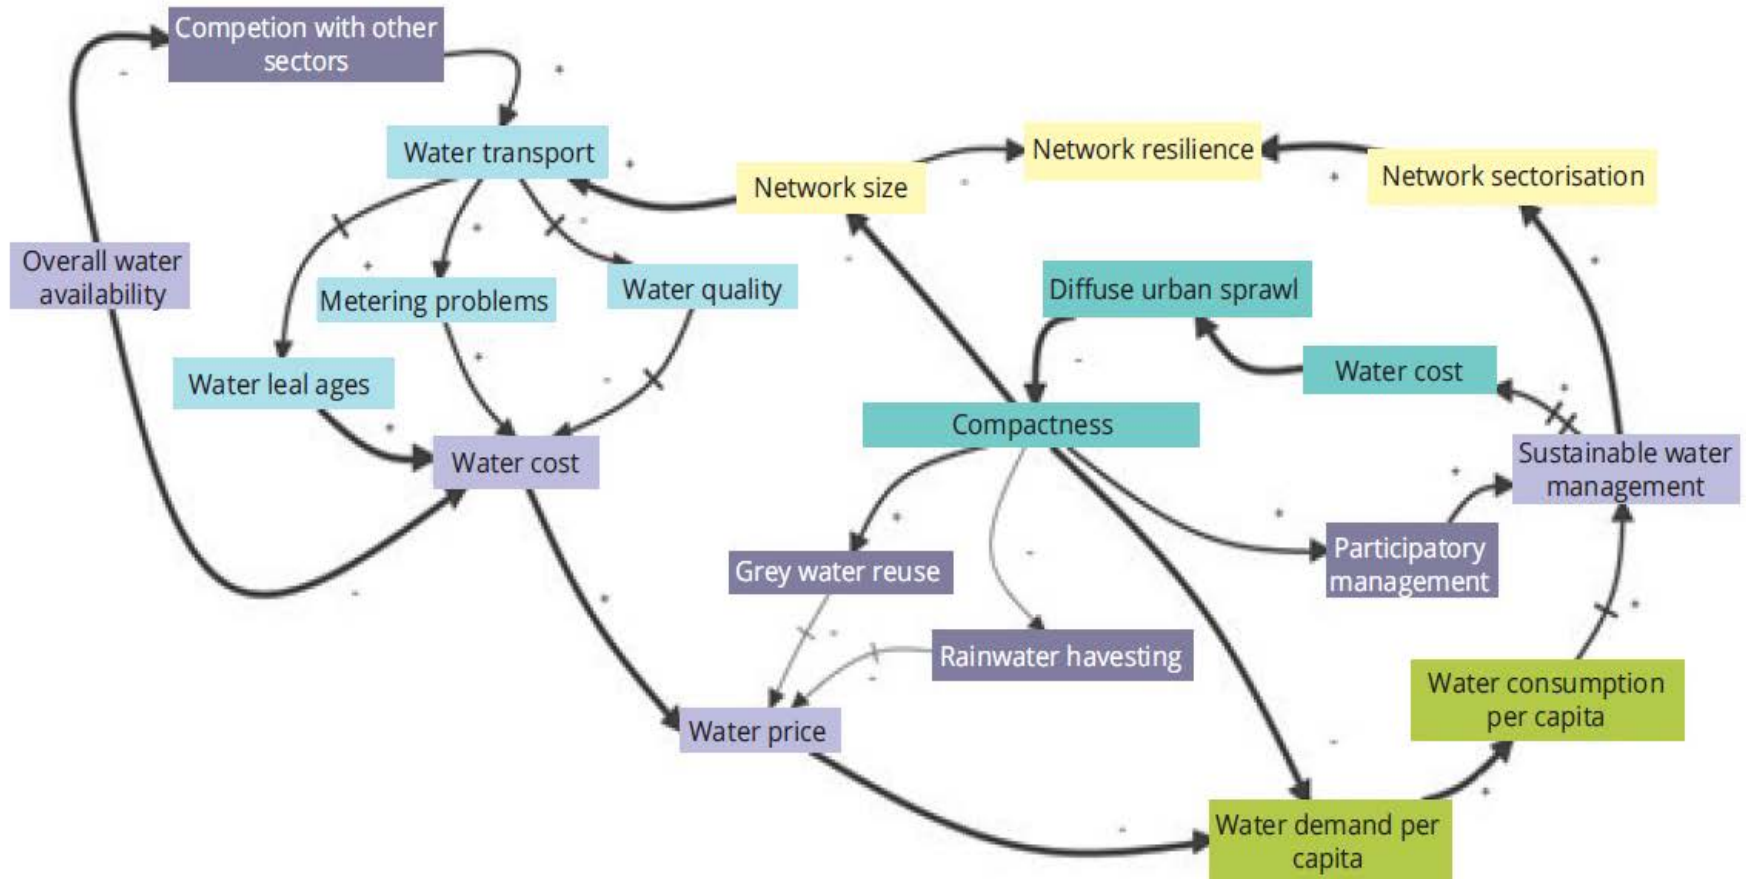 Competion with other
sectors
Water transport
Network size
Network resilience
Network sectorisation
Overall water
availability
Metering problems
Water quality
Diffuse urban sprawl
Water leal ages
Water cost
Water cost
Compactness
Sustainable water
management
Grey water reuse
Participatory
management
Rainwater havesting
Water consumption
per capita
Water price
Water demand per
capita